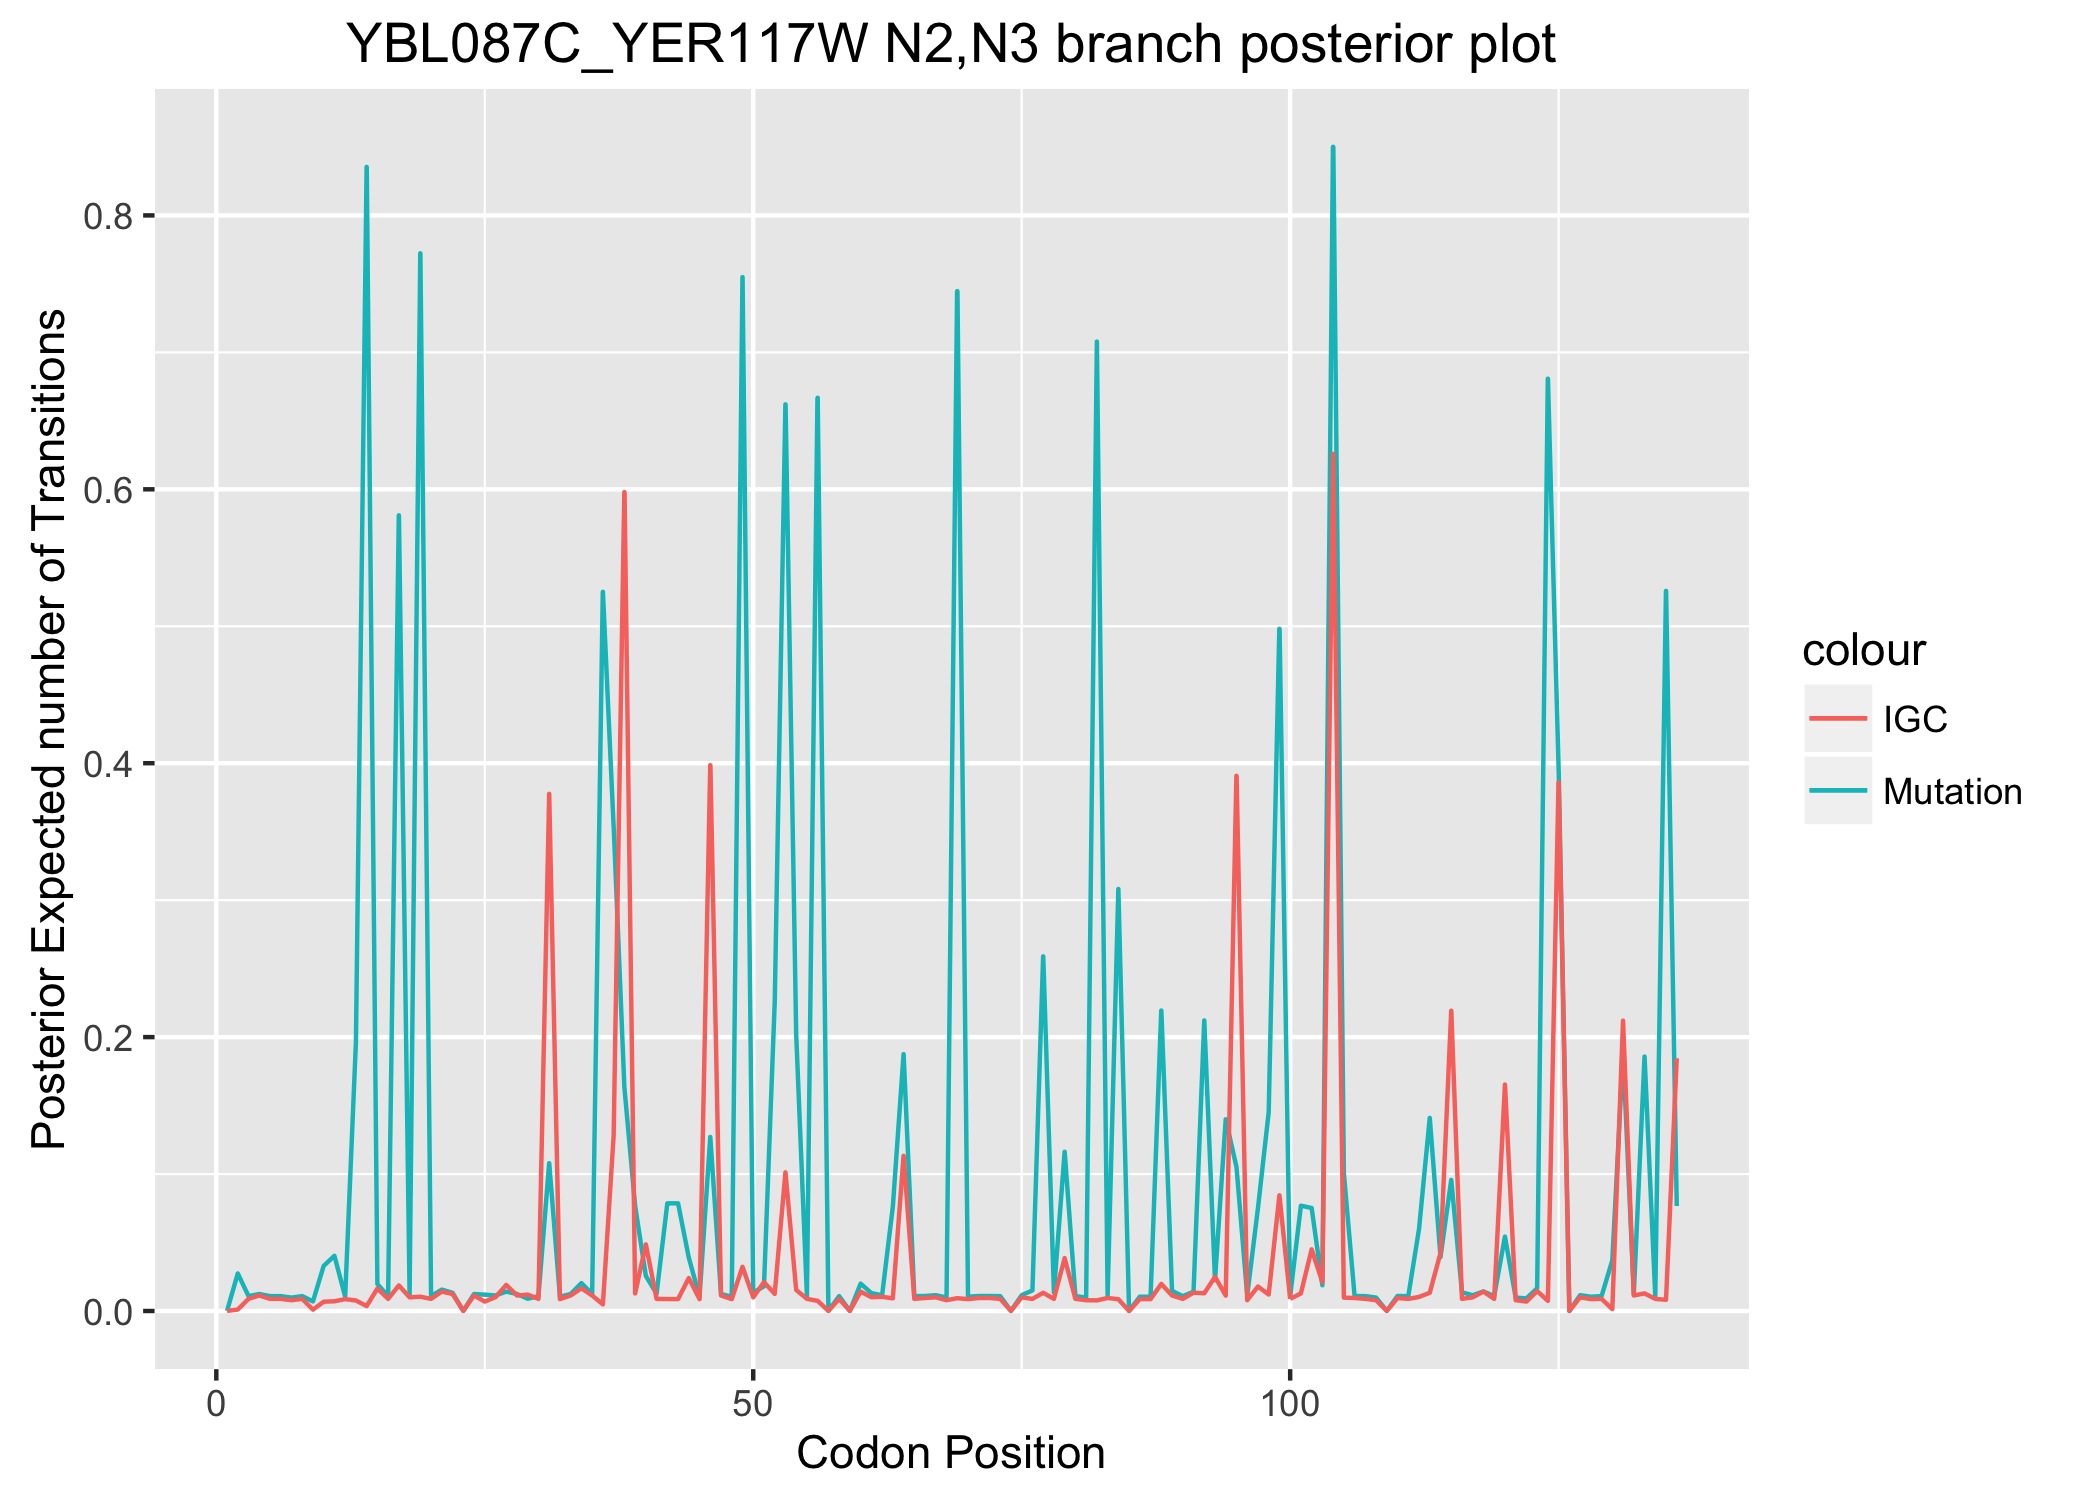 YBL087C_YER117W N2,N3 branch posterior plot
Posterior Expected number of Transitions
0.8
0.6
0.4
0.2
0.0
0
50
100
Codon Position
colour
IGC
Mutation